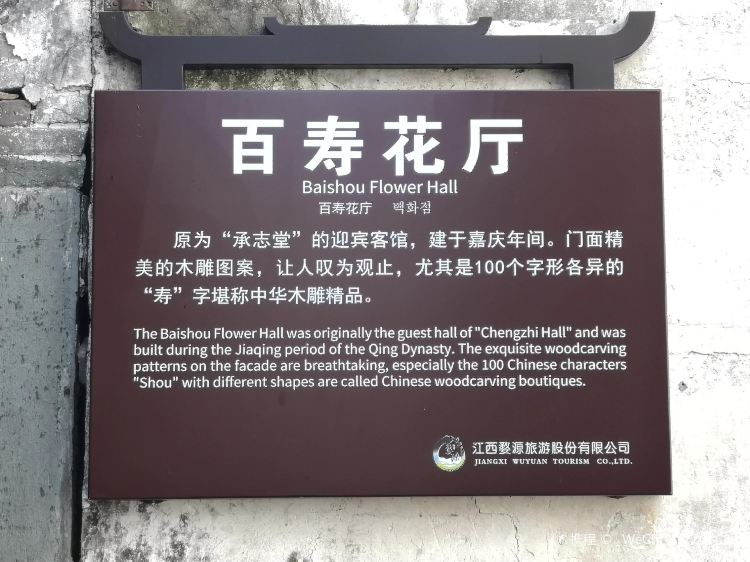 百寿花厅
Baishou Flower Hall
百寿花厅 백화점
原为“承志堂”的迎宾客馆，建于嘉庆年间。门面精
美的木雕图案，让人叹为观止，尤其是100个字形各异的
“寿”字堪称中华木雕精品。
The Baishou Flower Hall was originally the guest hall of "Chengzhi Hall" and was
built during the Jiaqing period of the Qing Dynasty. The exquisite woodcarving
patterns on the facade are breathtaking, especially the 100 Chinese characters
"Shou" with different shapes are called Chinese woodcarving boutiques.
江西婺源旅游股份有限公司
JIANGXI WUYUAN TOURISM CO.,LTD.